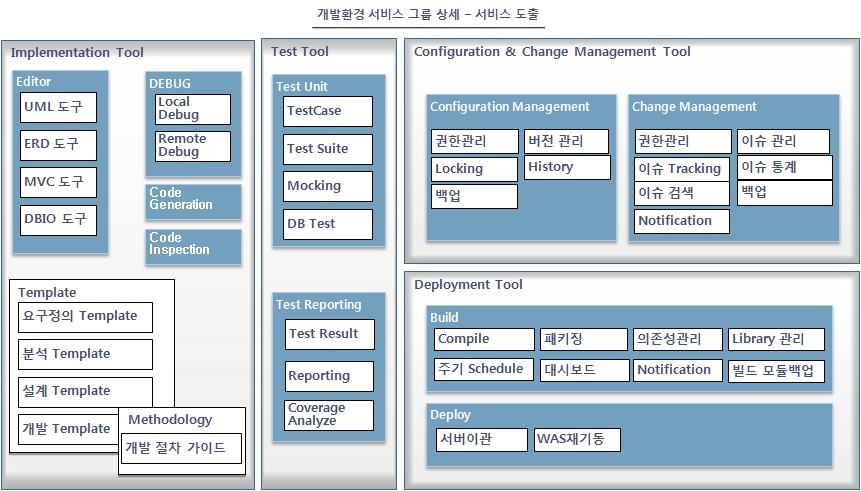 개발환경 서비스 그룹 상세 – 서비스 도출
Implementation Tool
Editor
UML 도구
ERD 도구
MVC 도구
DBIO 도구
DEBUG
Local
Debug
Remote
Debug
Code
Generation
Code
Inspection
Template
요구정의 Template
분석 Template
설계 Template
개발 Template
Methodology
개발 절차 가이드
Test Tool
Test Unit
TestCase
Test Suite
Mocking
DB Test
Test Reporting
Test Result
Reporting
Coverage
Analyze
Configuration & Change Management Tool
Configuration Management
권한관리
버전 관리
Locking
History
백업
Change Management
권한관리
이슈 관리
이슈 Tracking
이슈 통계
이슈 검색
백업
Notification
Deployment Tool
Build
Compile
패키징
의존성관리
Library 관리
주기 Schedule
대시보드
Notification
빌드 모듈백업
Deploy
서버이관
WAS재기동